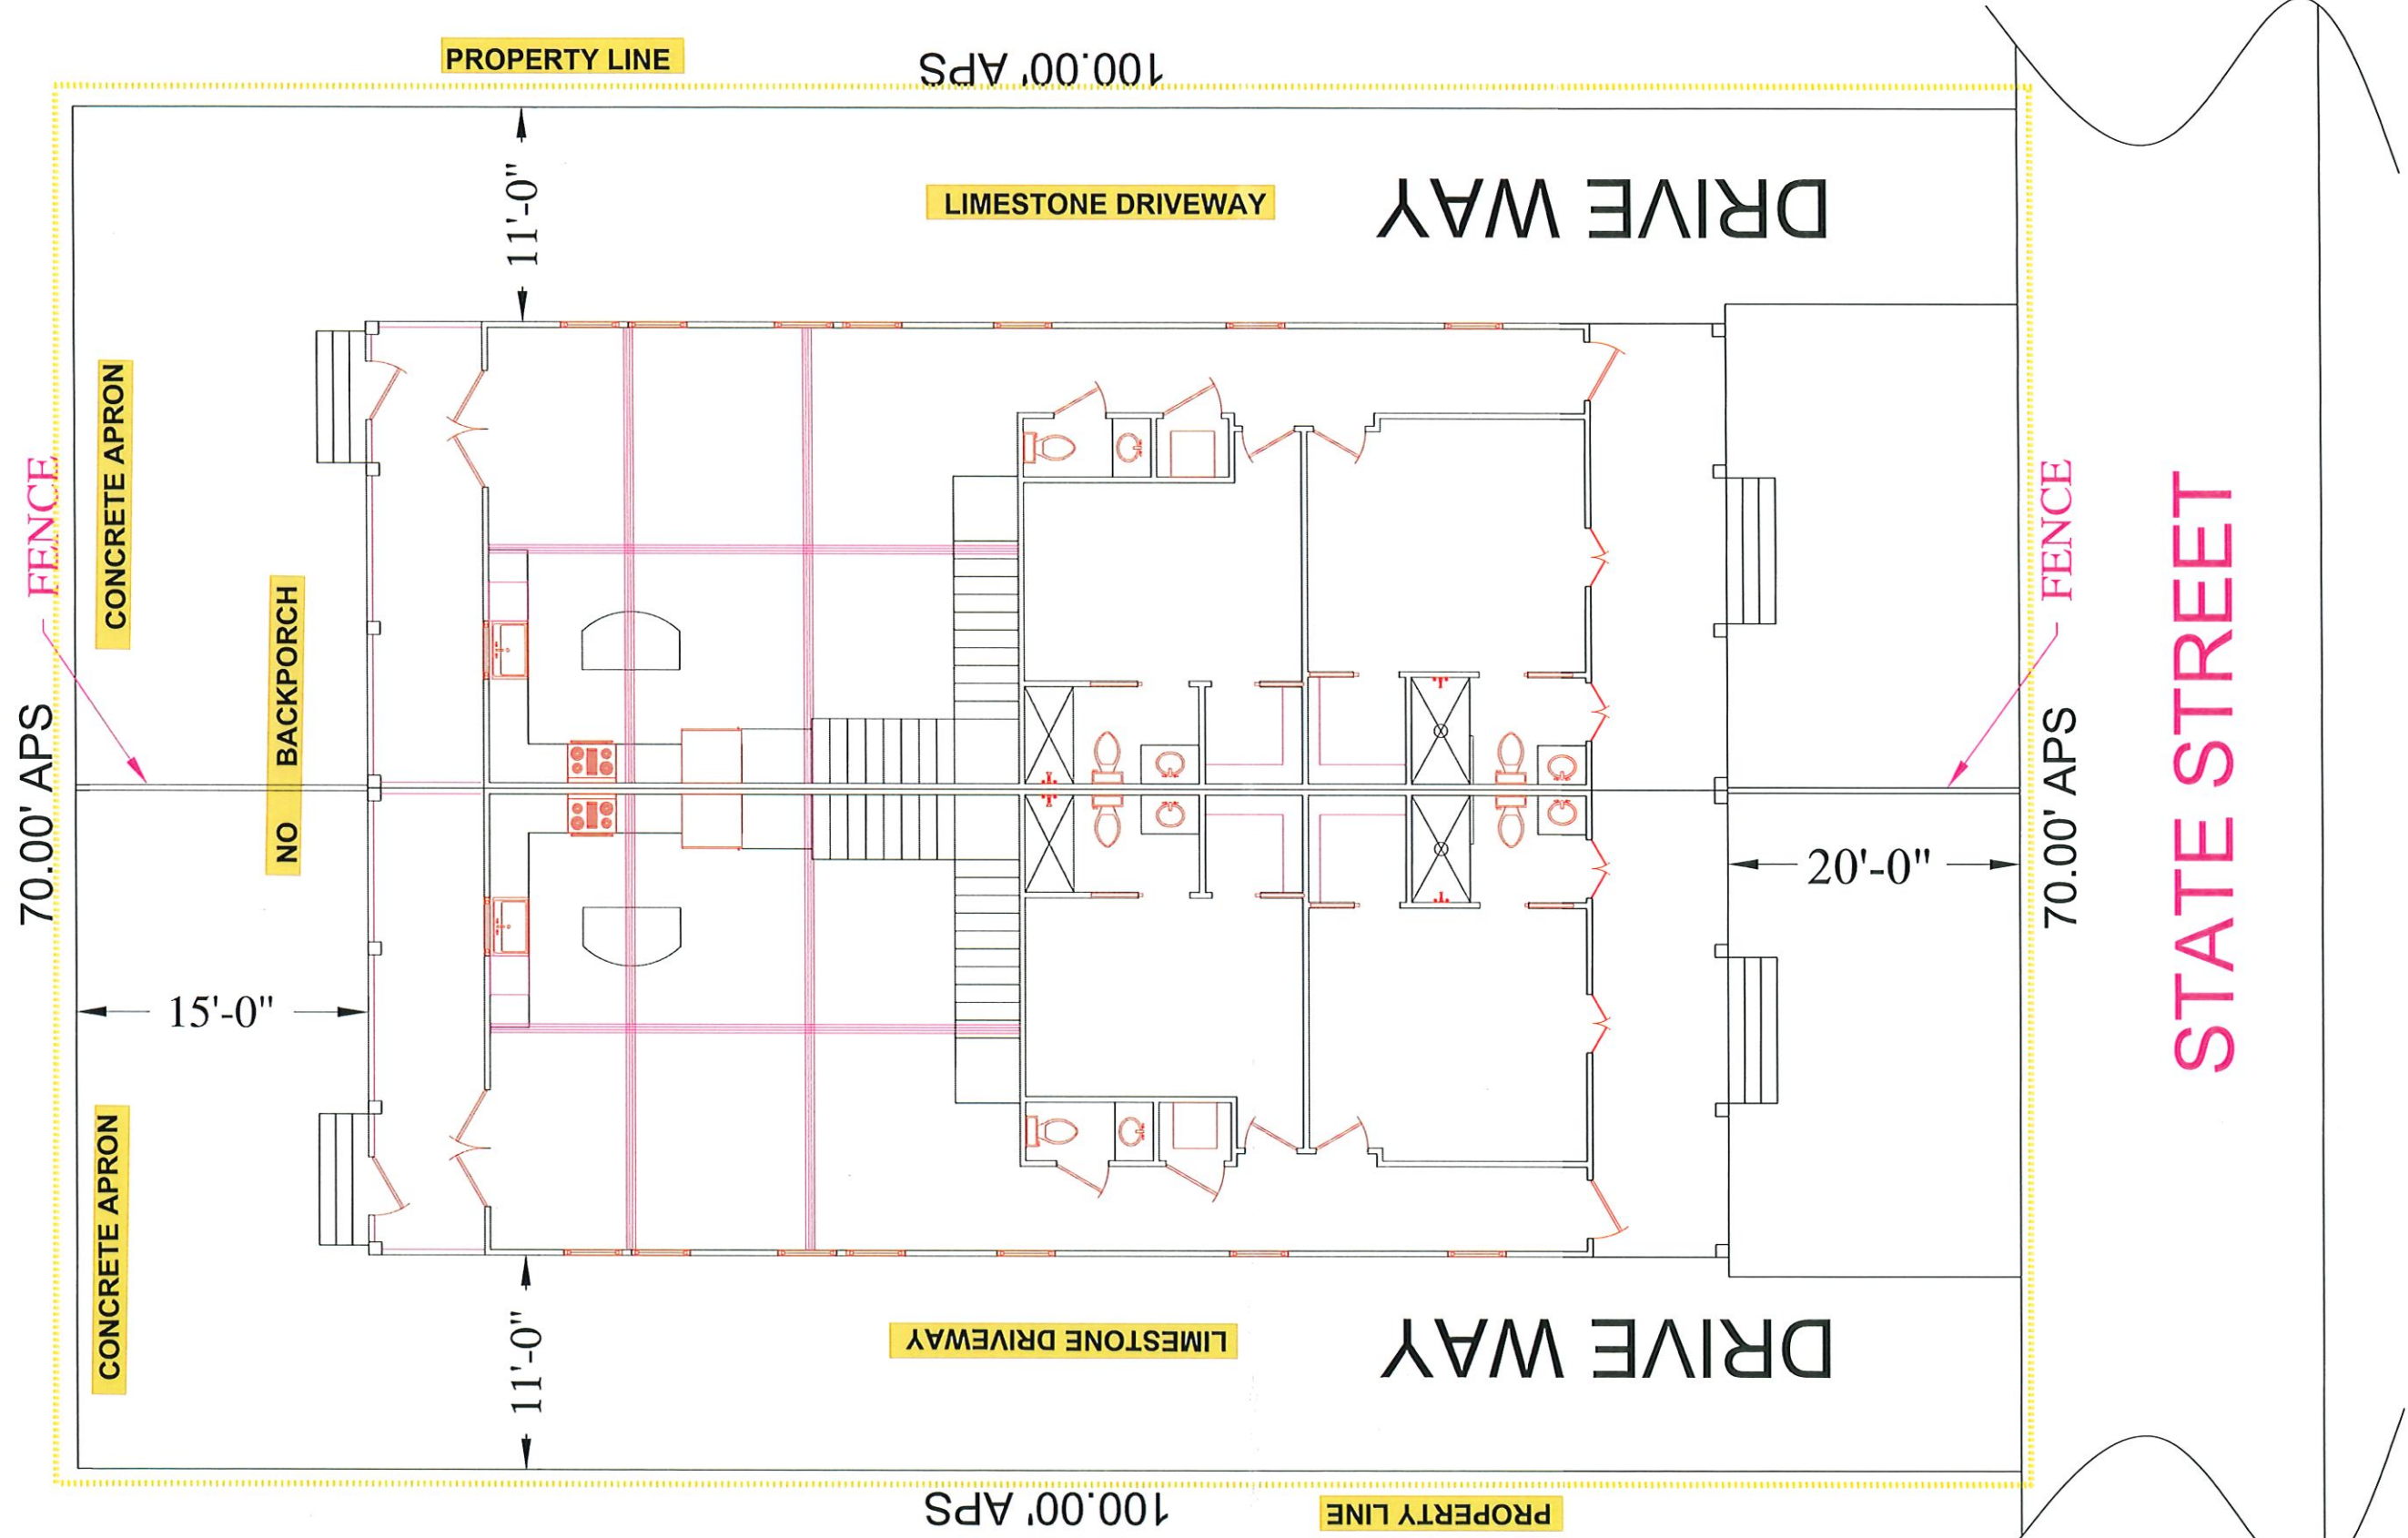 PROPERTY LINE
100.00' APS
11'-0"
LIMESTONE DRIVEWAY
DRIVE WAY
CONCRETE APRON
FENCE
NO BACKPORCH
70.00' APS
15'-0"
CONCRETE APRON
FENCE
70.00' APS
20'-0"
STATE STREET
11'-0"
LIMESTONE DRIVEWAY
DRIVE WAY
100.00' APS
PROPERTY LINE